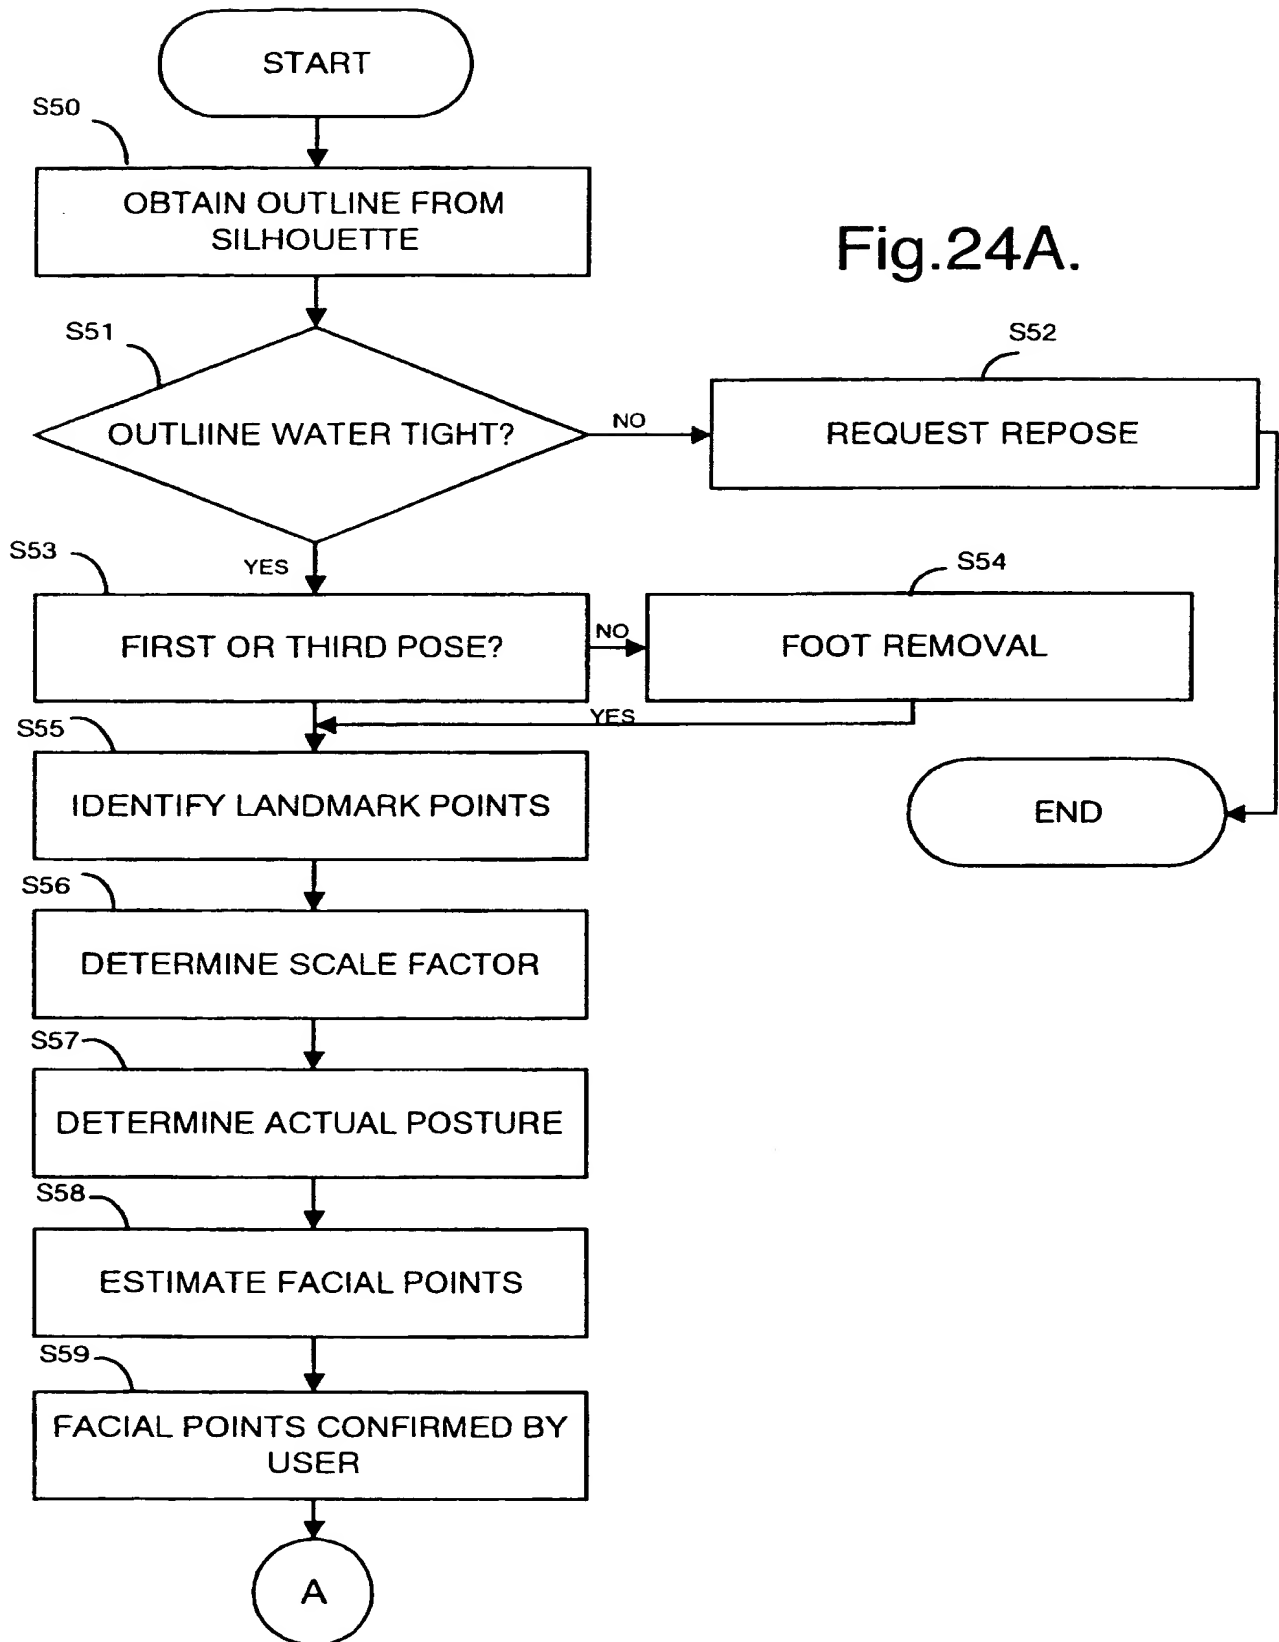 START
S50
OBTAIN OUTLINE FROM
SILHOUETTE
Fig.24A.
S51
OUTLIINE WATER TIGHT?
NO
S52
REQUEST REPOSE
YES
S53
FIRST OR THIRD POSE?
NO
S54
FOOT REMOVAL
YES
S55
IDENTIFY LANDMARK POINTS
END
S56
DETERMINE SCALE FACTOR
S57
DETERMINE ACTUAL POSTURE
S58
ESTIMATE FACIAL POINTS
S59
FACIAL POINTS CONFIRMED BY
USER
A